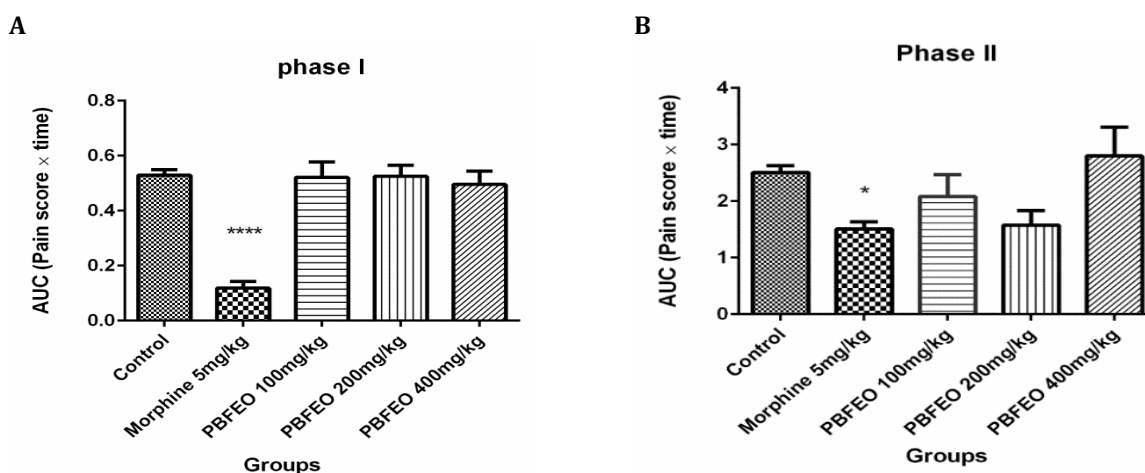 A
phase I
AUC (Pain score × time)
0.8
0.6
0.4
0.2
0.0
****
Control
Morphine 5mg/kg
PBFEO 100mg/kg
PBFEO 200mg/kg
PBFEO 400mg/kg
Groups
B
Phase II
AUC (Pain score × time)
4
3
2
1
0
*
Control
Morphine 5mg/kg
PBFEO 100mg/kg
PBFEO 200mg/kg
PBFEO 400mg/kg
Groups